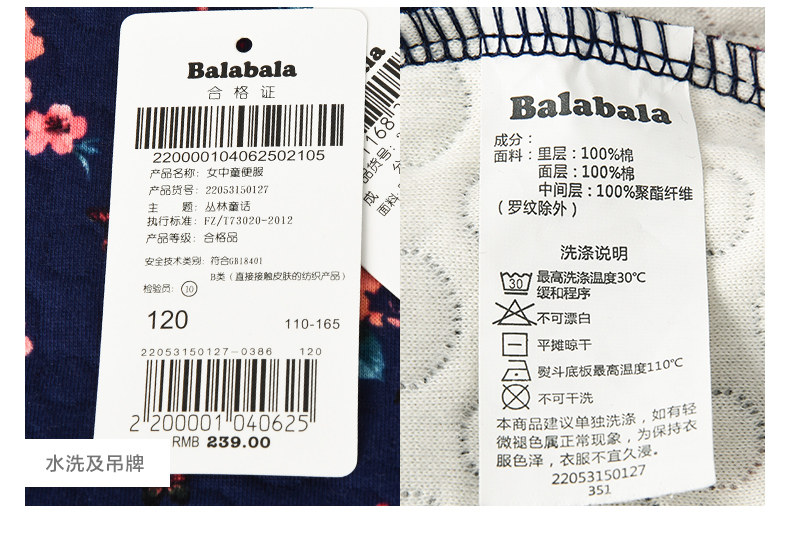 Balabala
合格证
220000104062502105
产品名称: 女中童便服
产品货号: 22053150127
主 题: 丛林童话
执行标准: FZ/T73020-2012
产品等级: 合格品
安全技术类别: 符合GB18401
B类(直接接触皮肤的纺织产品)
检验员: 10
120 110-165
22053150127-0386 120
2 200001 040625
RMB 239.00
水洗及吊牌
Balabala
成分:
面料: 里层: 100%棉
面层: 100%棉
中间层: 100%聚酯纤维
(罗纹除外)
洗涤说明
30 最高洗涤温度30℃
缓和程序
不可漂白
平摊晾干
熨斗底板最高温度110℃
不可干洗
本商品建议单独洗涤，如有轻
微褪色属正常现象，为保持衣
服色泽，衣服不宜久浸。
22053150127
351